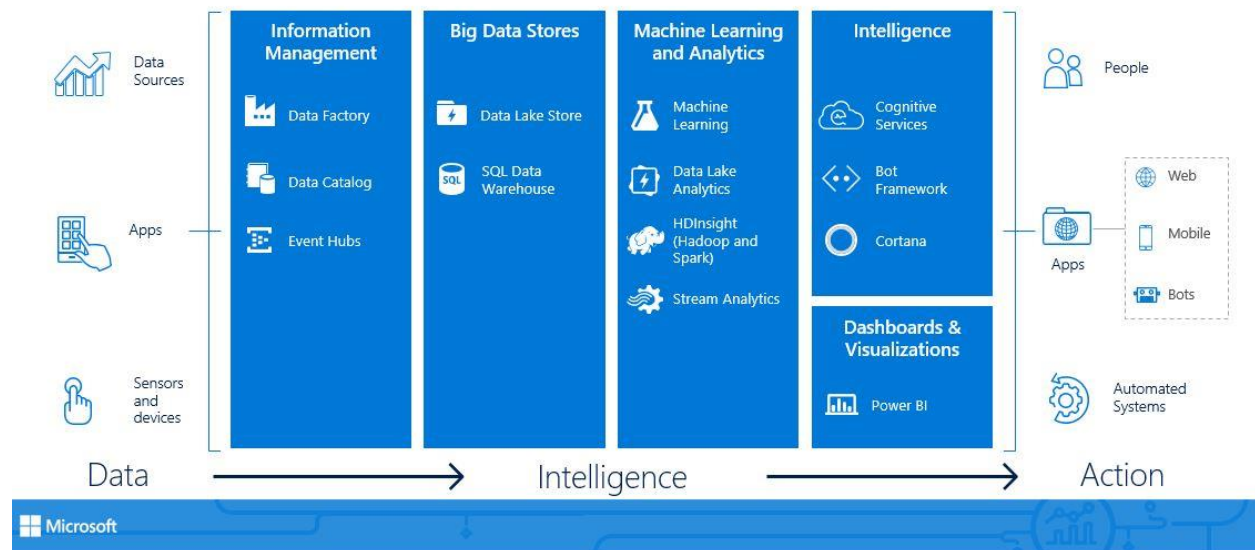 Data
Sources
Apps
Sensors
and
devices
Information
Management
Data Factory
Data Catalog
Event Hubs
Big Data Stores
Data Lake Store
SQL
SQL Data
Warehouse
Machine Learning
and Analytics
Machine
Learning
Data Lake
Analytics
HDInsight
(Hadoop and
Spark)
Stream Analytics
Intelligence
Cognitive
Services
Bot
Framework
Cortana
Dashboards &
Visualizations
Power BI
People
Apps
Web
Mobile
Bots
Automated
Systems
Data
Intelligence
Action
Microsoft